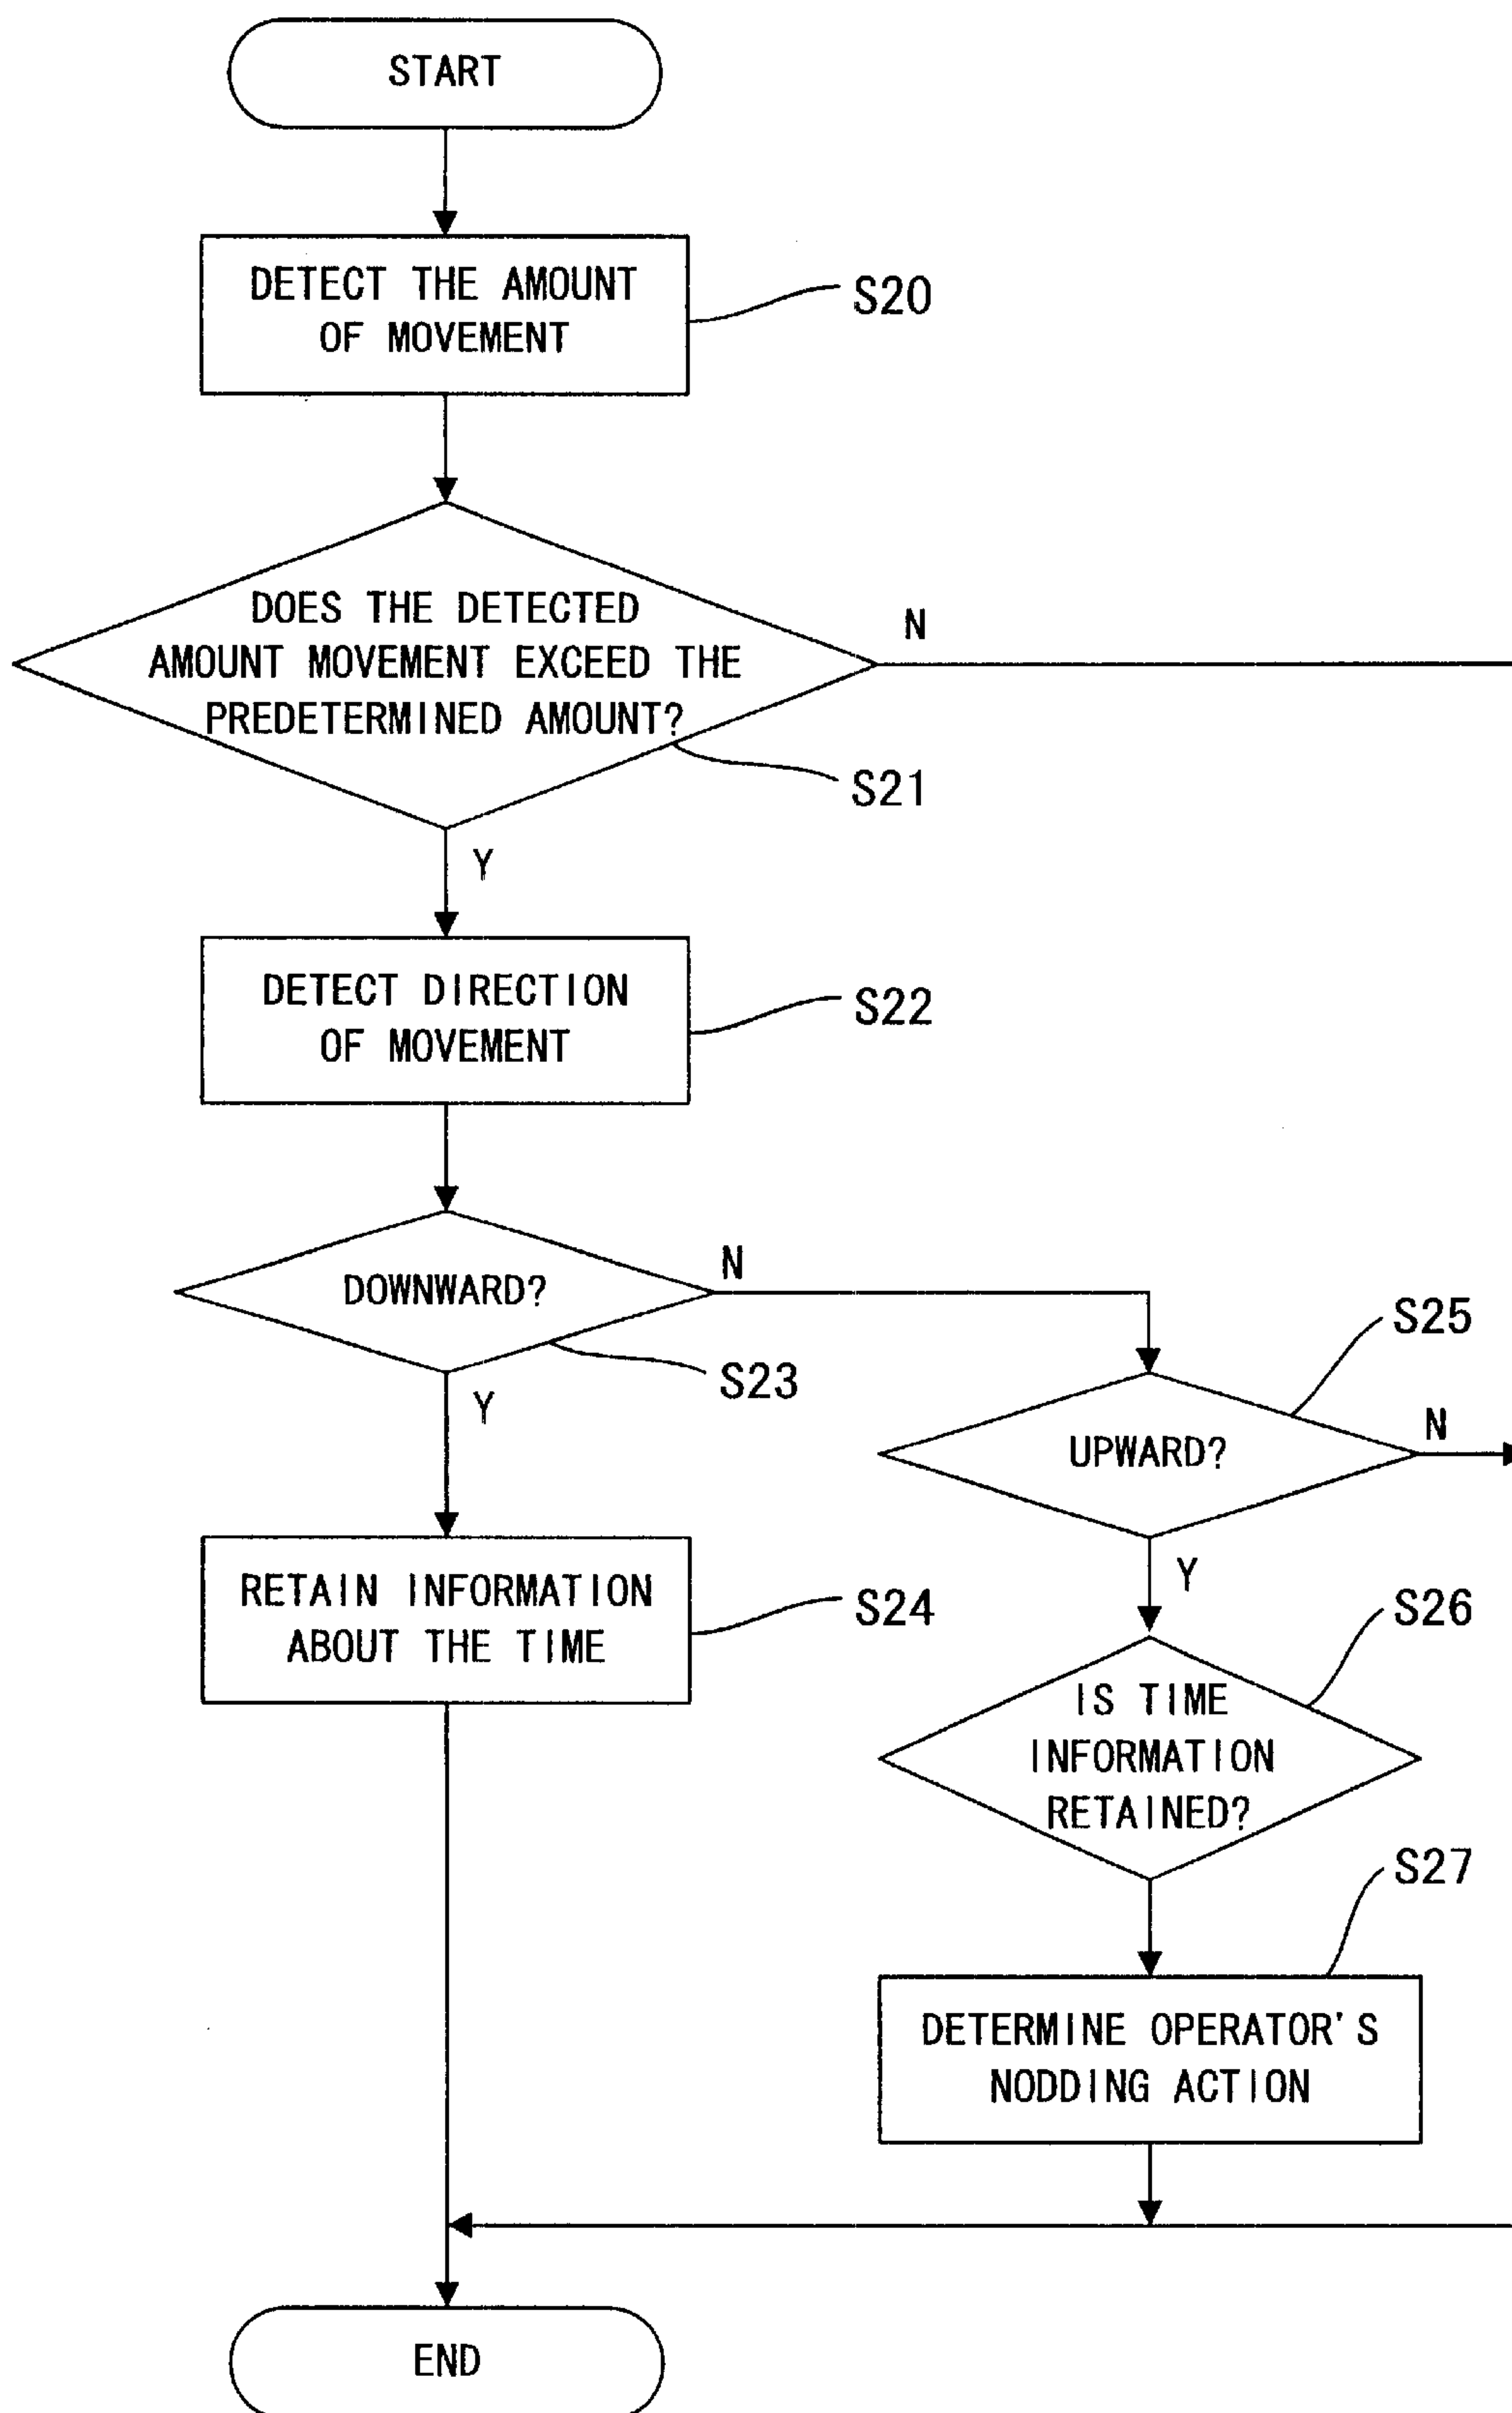 START
DETECT THE AMOUNT
OF MOVEMENT
S20
DOES THE DETECTED
AMOUNT MOVEMENT EXCEED THE
PREDETERMINED AMOUNT?
N
S21
Y
DETECT DIRECTION
OF MOVEMENT
S22
DOWNWARD?
N
S23
Y
S25
UPWARD?
N
Y
RETAIN INFORMATION
ABOUT THE TIME
S24
S26
IS TIME
INFORMATION
RETAINED?
S27
DETERMINE OPERATOR'S
NODDING ACTION
END